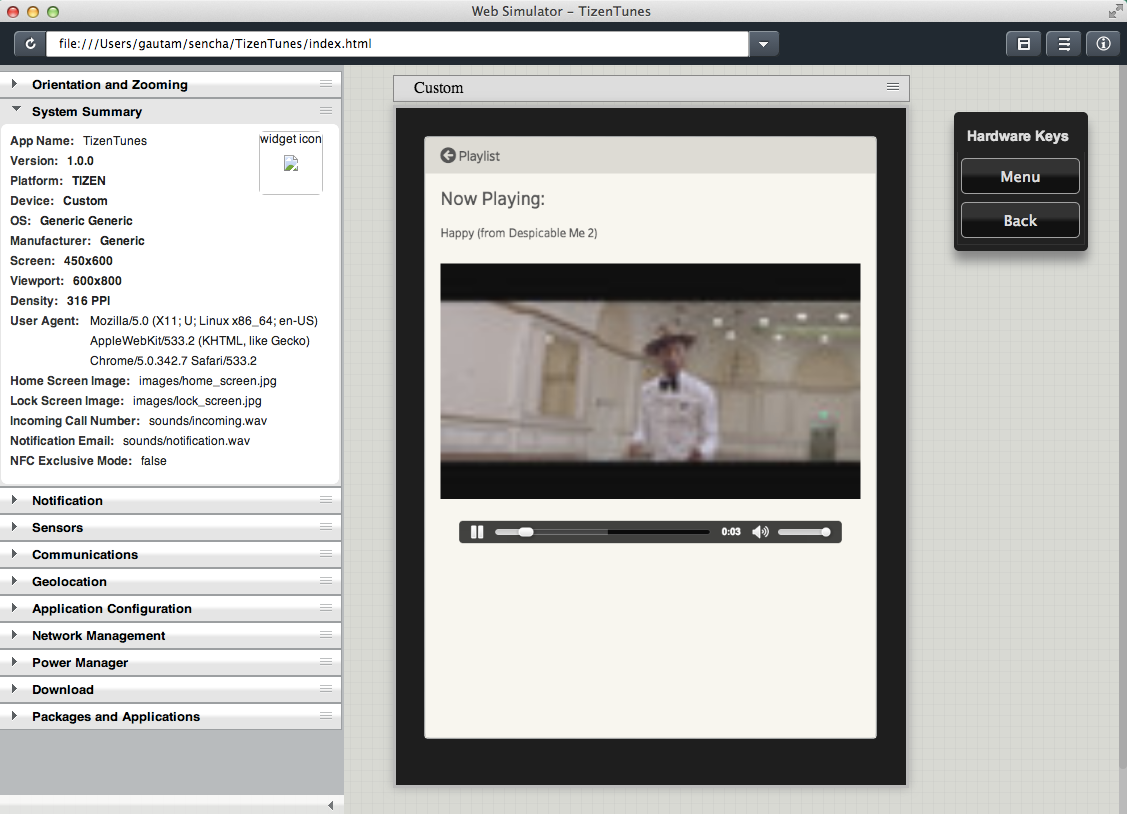 Web Simulator – TizenTunes
file:///Users/gautam/sencha/TizenTunes/index.html
Orientation and Zooming
System Summary
App Name: TizenTunes
widget icon
Version: 1.0.0
Platform: TIZEN
Device: Custom
OS: Generic Generic
Manufacturer: Generic
Screen: 450x600
Viewport: 600x800
Density: 316 PPI
User Agent: Mozilla/5.0 (X11; U; Linux x86_64; en-US)
AppleWebKit/533.2 (KHTML, like Gecko)
Chrome/5.0.342.7 Safari/533.2
Home Screen Image: images/home_screen.jpg
Lock Screen Image: images/lock_screen.jpg
Incoming Call Number: sounds/incoming.wav
Notification Email: sounds/notification.wav
NFC Exclusive Mode: false
Notification
Sensors
Communications
Geolocation
Application Configuration
Network Management
Power Manager
Download
Packages and Applications
Custom
Playlist
Now Playing:
Happy (from Despicable Me 2)
0:03
Hardware Keys
Menu
Back